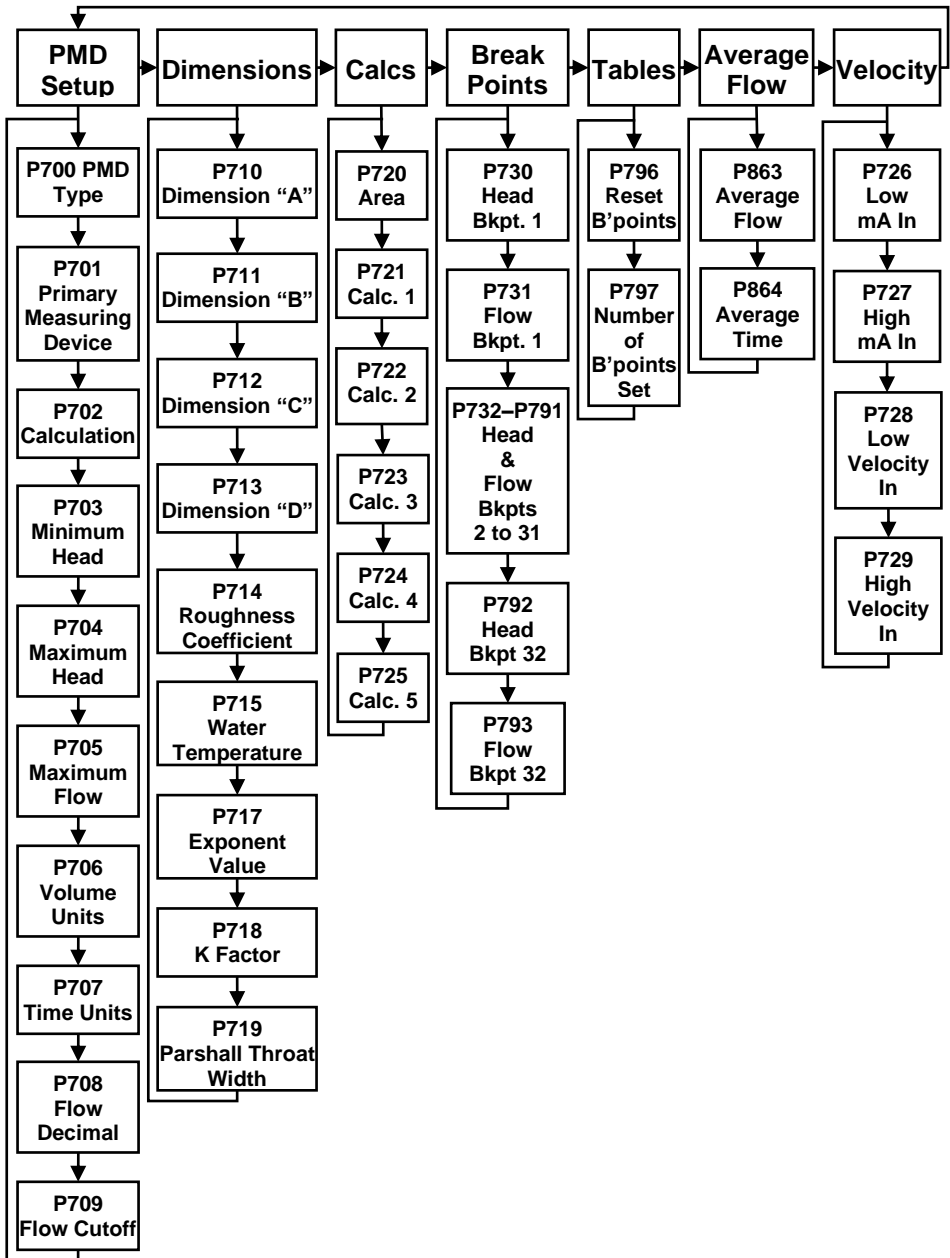 PMD
Setup
Dimensions
Calcs
Break
Points
Tables
Average
Flow
Velocity
P700 PMD
Type
P701
Primary
Measuring
Device
P702
Calculation
P703
Minimum
Head
P704
Maximum
Head
P705
Maximum
Flow
P706
Volume
Units
P707
Time Units
P708
Flow
Decimal
P709
Flow Cutoff
P710
Dimension “A”
P711
Dimension “B”
P712
Dimension “C”
P713
Dimension “D”
P714
Roughness
Coefficient
P715
Water
Temperature
P717
Exponent
Value
P718
K Factor
P719
Parshall Throat
Width
P720
Area
P721
Calc. 1
P722
Calc. 2
P723
Calc. 3
P724
Calc. 4
P725
Calc. 5
P730
Head
Bkpt. 1
P731
Flow
Bkpt. 1
P732–P791
Head
&
Flow
Bkpts
2 to 31
P792
Head
Bkpt 32
P793
Flow
Bkpt 32
P796
Reset
B’points
P797
Number
of
B’points
Set
P863
Average
Flow
P864
Average
Time
P726
Low
mA In
P727
High
mA In
P728
Low
Velocity
In
P729
High
Velocity
In